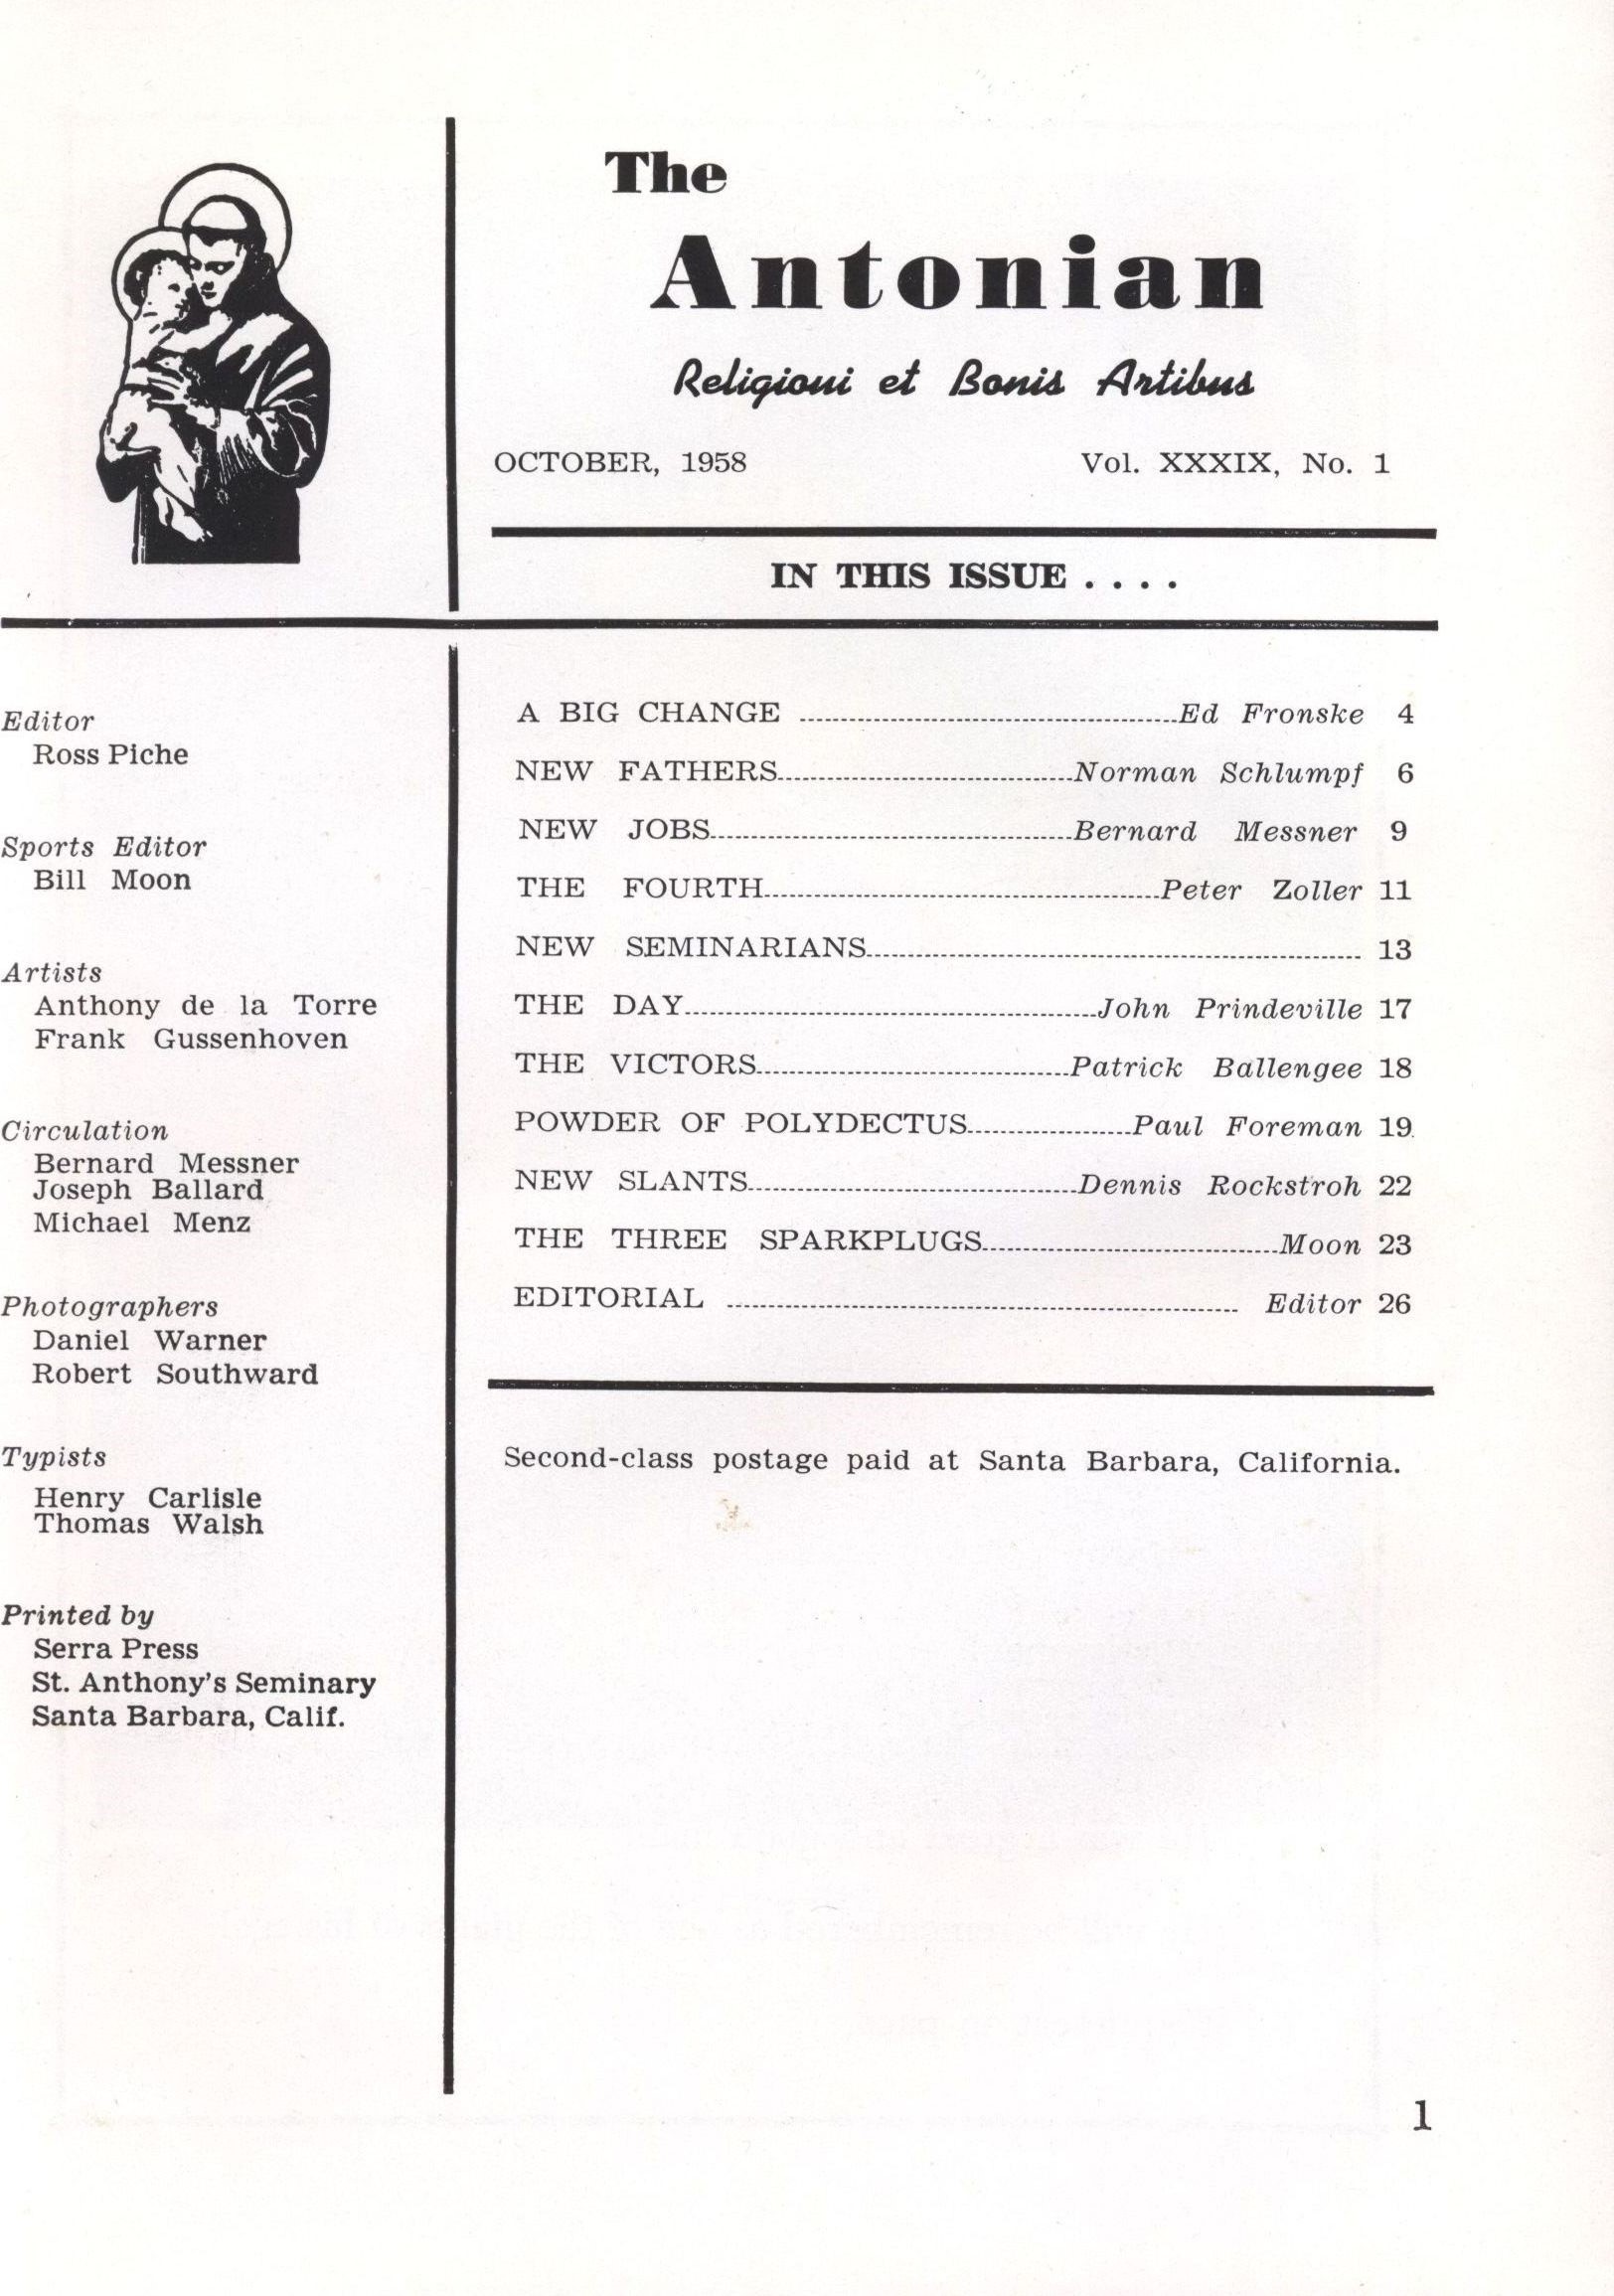 The
Antonian
Religioni et Bonis Artibus
OCTOBER, 1958 Vol. XXXIX, No. 1
IN THIS ISSUE . . . .
Editor
Ross Piche
Sports Editor
Bill Moon
Artists
Anthony de la Torre
Frank Gussenhoven
Circulation
Bernard Messner
Joseph Ballard
Michael Menz
Photographers
Daniel Warner
Robert Southward
Typists
Henry Carlisle
Thomas Walsh
Printed by
Serra Press
St. Anthony's Seminary
Santa Barbara, Calif.
A BIG CHANGE Ed Fronske 4
NEW FATHERS Norman Schlumpf 6
NEW JOBS Bernard Messner 9
THE FOURTH Peter Zoller 11
NEW SEMINARIANS 13
THE DAY John Prindeville 17
THE VICTORS Patrick Ballengee 18
POWDER OF POLYDECTUS Paul Foreman 19
NEW SLANTS Dennis Rockstroh 22
THE THREE SPARKPLUGS Moon 23
EDITORIAL Editor 26
Second-class postage paid at Santa Barbara, California.
1